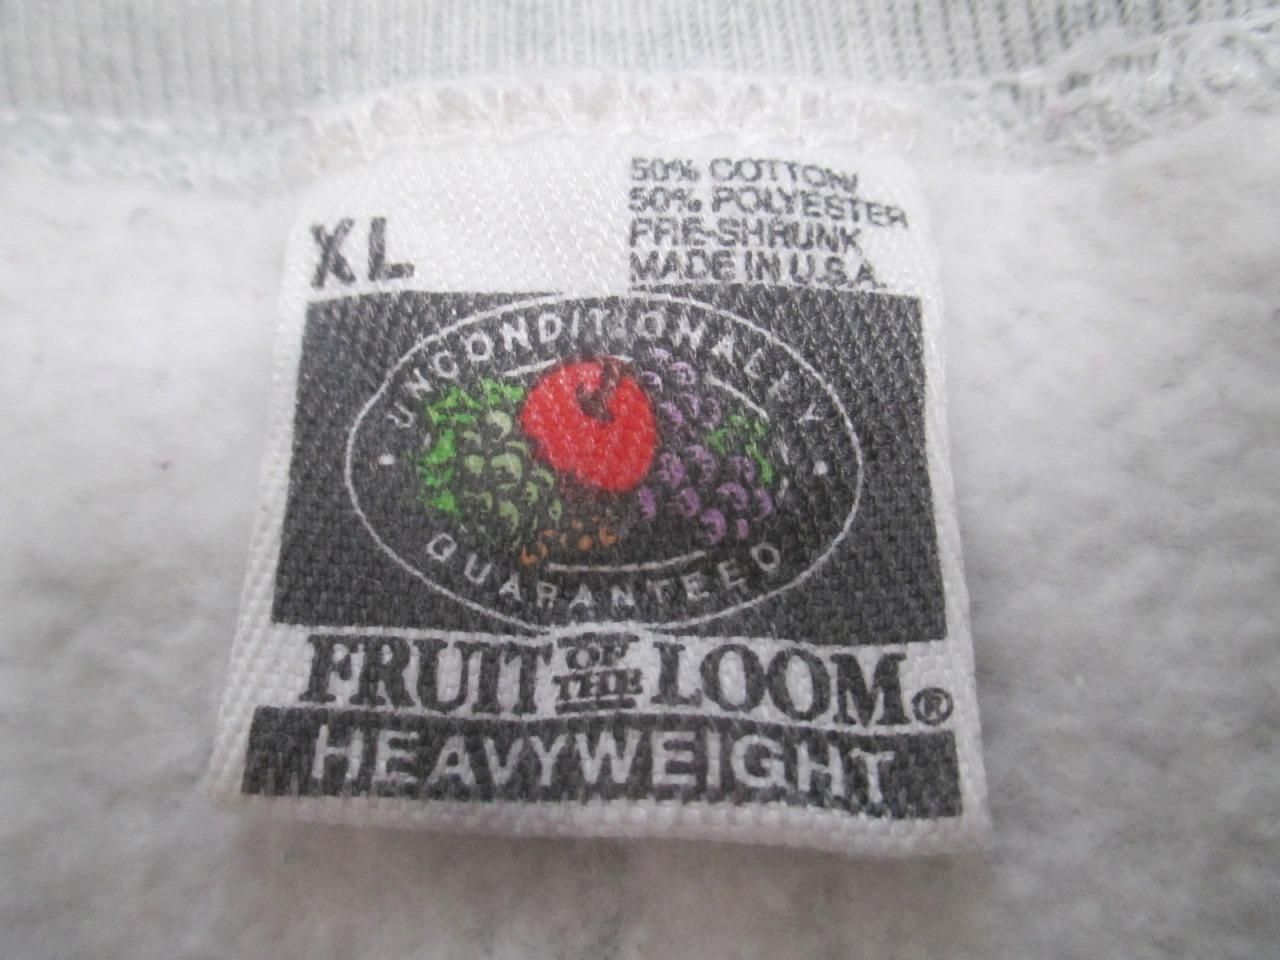 XL
50% COTTON/
50% POLYESTER
PRE-SHRUNK
MADE IN U.S.A.
UNCONDITIONALLY
GUARANTEED
FRUIT OF THE LOOM®
HEAVYWEIGHT